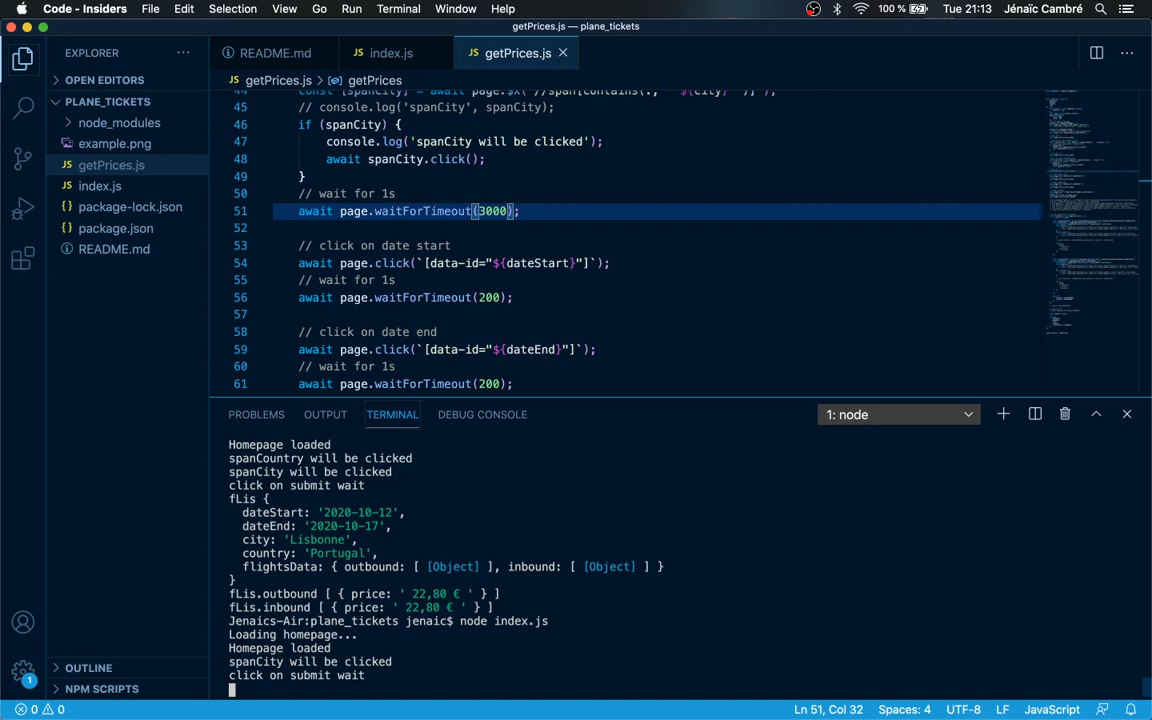 Code - Insiders File Edit Selection View Go Run Terminal Window Help 100 % Tue 21:13 Jénaïc Cambré
getPrices.js — plane_tickets
EXPLORER ···
README.md JS index.js JS getPrices.js
OPEN EDITORS
JS getPrices.js > getPrices
PLANE_TICKETS
node_modules
example.png
JS getPrices.js
JS index.js
{} package-lock.json
{} package.json
README.md
44 const [spanCity] = await page.$x(`//span[contains(., "${city}")]`);
45 // console.log('spanCity', spanCity);
46 if (spanCity) {
47 console.log('spanCity will be clicked');
48 await spanCity.click();
49 }
50 // wait for 1s
51 await page.waitForTimeout(3000);
52
53 // click on date start
54 await page.click(`[data-id="${dateStart}"]`);
55 // wait for 1s
56 await page.waitForTimeout(200);
57
58 // click on date end
59 await page.click(`[data-id="${dateEnd}"]`);
60 // wait for 1s
61 await page.waitForTimeout(200);
PROBLEMS OUTPUT TERMINAL DEBUG CONSOLE 1: node
Homepage loaded
spanCountry will be clicked
spanCity will be clicked
click on submit wait
fLis {
dateStart: '2020-10-12',
dateEnd: '2020-10-17',
city: 'Lisbonne',
country: 'Portugal',
flightsData: { outbound: [ [Object] ], inbound: [ [Object] ] }
}
fLis.outbound [ { price: ' 22,80 € ' } ]
fLis.inbound [ { price: ' 22,80 € ' } ]
Jenaics-Air:plane_tickets jenaic$ node index.js
Loading homepage...
Homepage loaded
spanCity will be clicked
click on submit wait
OUTLINE
NPM SCRIPTS
1
0 0 Ln 51, Col 32 Spaces: 4 UTF-8 LF JavaScript